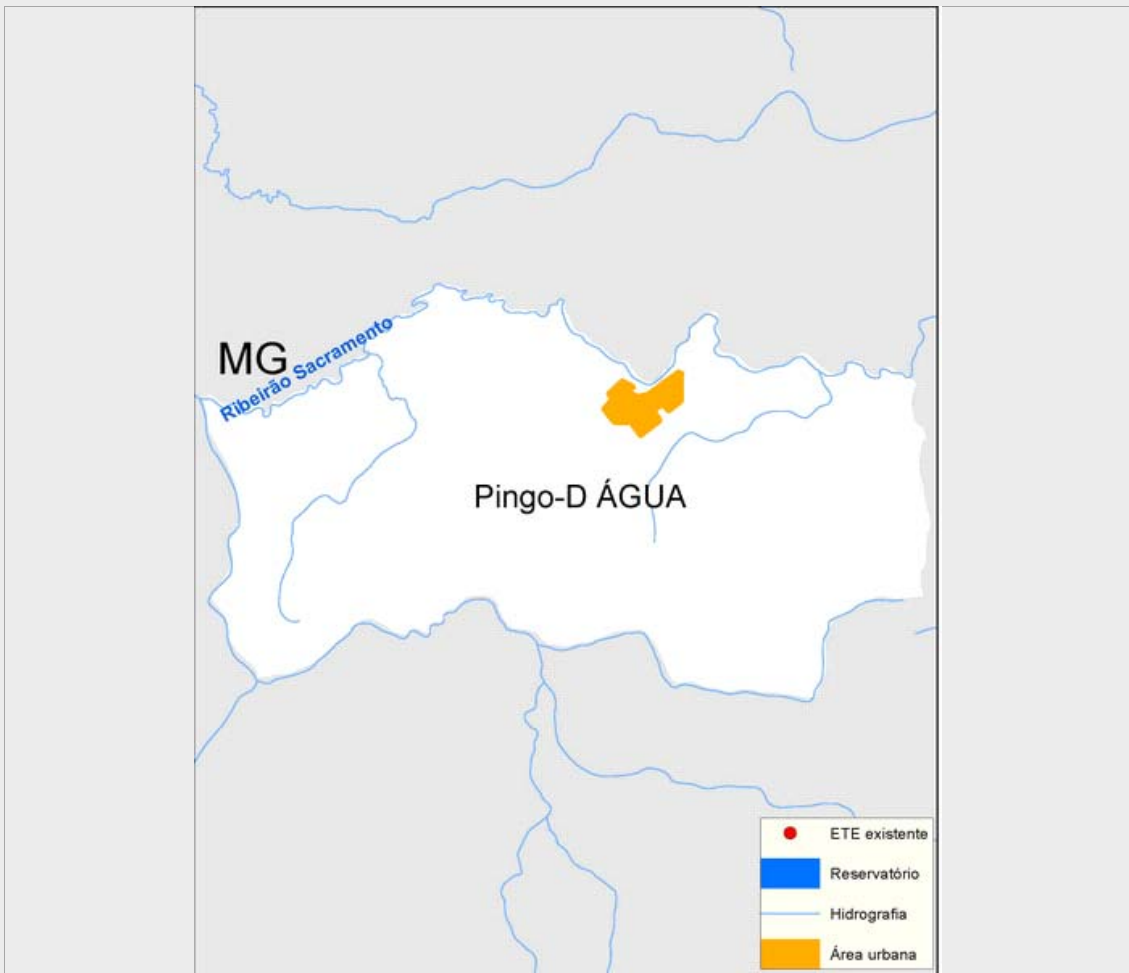 MG
Ribeirão Sacramento
Pingo-D ÁGUA
ETE existente
Reservatório
Hidrografia
Área urbana